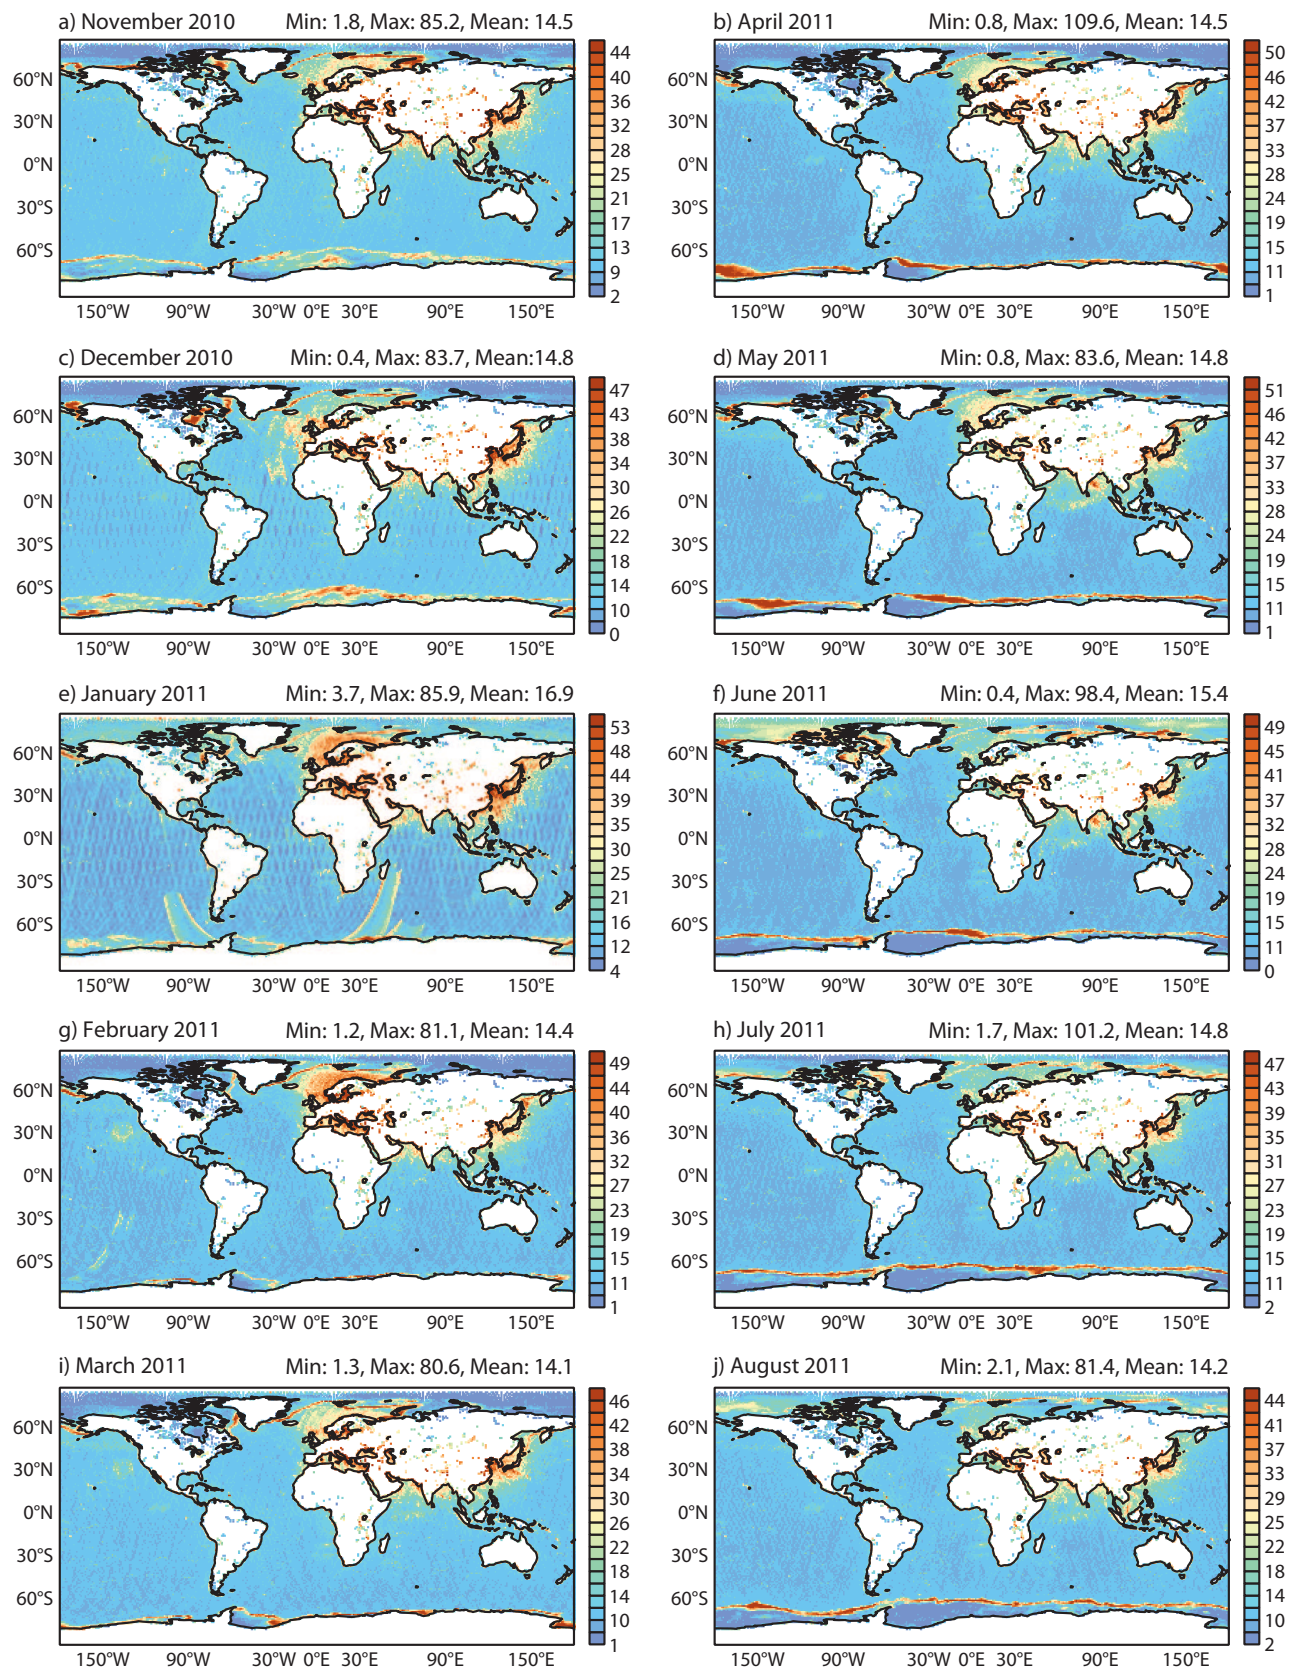 a) November 2010 Min: 1.8, Max: 85.2, Mean: 14.5
60°N
30°N
0°N
30°S
60°S
150°W 90°W 30°W 0°E 30°E 90°E 150°E
44
40
36
32
28
25
21
17
13
9
2
b) April 2011 Min: 0.8, Max: 109.6, Mean: 14.5
60°N
30°N
0°N
30°S
60°S
150°W 90°W 30°W 0°E 30°E 90°E 150°E
50
46
42
37
33
28
24
19
15
11
1
c) December 2010 Min: 0.4, Max: 83.7, Mean:14.8
60°N
30°N
0°N
30°S
60°S
150°W 90°W 30°W 0°E 30°E 90°E 150°E
47
43
38
34
30
26
22
18
14
10
0
d) May 2011 Min: 0.8, Max: 83.6, Mean: 14.8
60°N
30°N
0°N
30°S
60°S
150°W 90°W 30°W 0°E 30°E 90°E 150°E
51
46
42
37
33
28
24
19
15
11
1
e) January 2011 Min: 3.7, Max: 85.9, Mean: 16.9
60°N
30°N
0°N
30°S
60°S
150°W 90°W 30°W 0°E 30°E 90°E 150°E
53
48
44
39
35
30
25
21
16
12
4
f) June 2011 Min: 0.4, Max: 98.4, Mean: 15.4
60°N
30°N
0°N
30°S
60°S
150°W 90°W 30°W 0°E 30°E 90°E 150°E
49
45
41
37
32
28
24
19
15
11
0
g) February 2011 Min: 1.2, Max: 81.1, Mean: 14.4
60°N
30°N
0°N
30°S
60°S
150°W 90°W 30°W 0°E 30°E 90°E 150°E
49
44
40
36
32
27
23
19
15
11
1
h) July 2011 Min: 1.7, Max: 101.2, Mean: 14.8
60°N
30°N
0°N
30°S
60°S
150°W 90°W 30°W 0°E 30°E 90°E 150°E
47
43
39
35
31
27
23
19
15
11
2
i) March 2011 Min: 1.3, Max: 80.6, Mean: 14.1
60°N
30°N
0°N
30°S
60°S
150°W 90°W 30°W 0°E 30°E 90°E 150°E
46
42
38
34
30
26
22
18
14
10
1
j) August 2011 Min: 2.1, Max: 81.4, Mean: 14.2
60°N
30°N
0°N
30°S
60°S
150°W 90°W 30°W 0°E 30°E 90°E 150°E
44
41
37
33
29
25
21
18
14
10
2